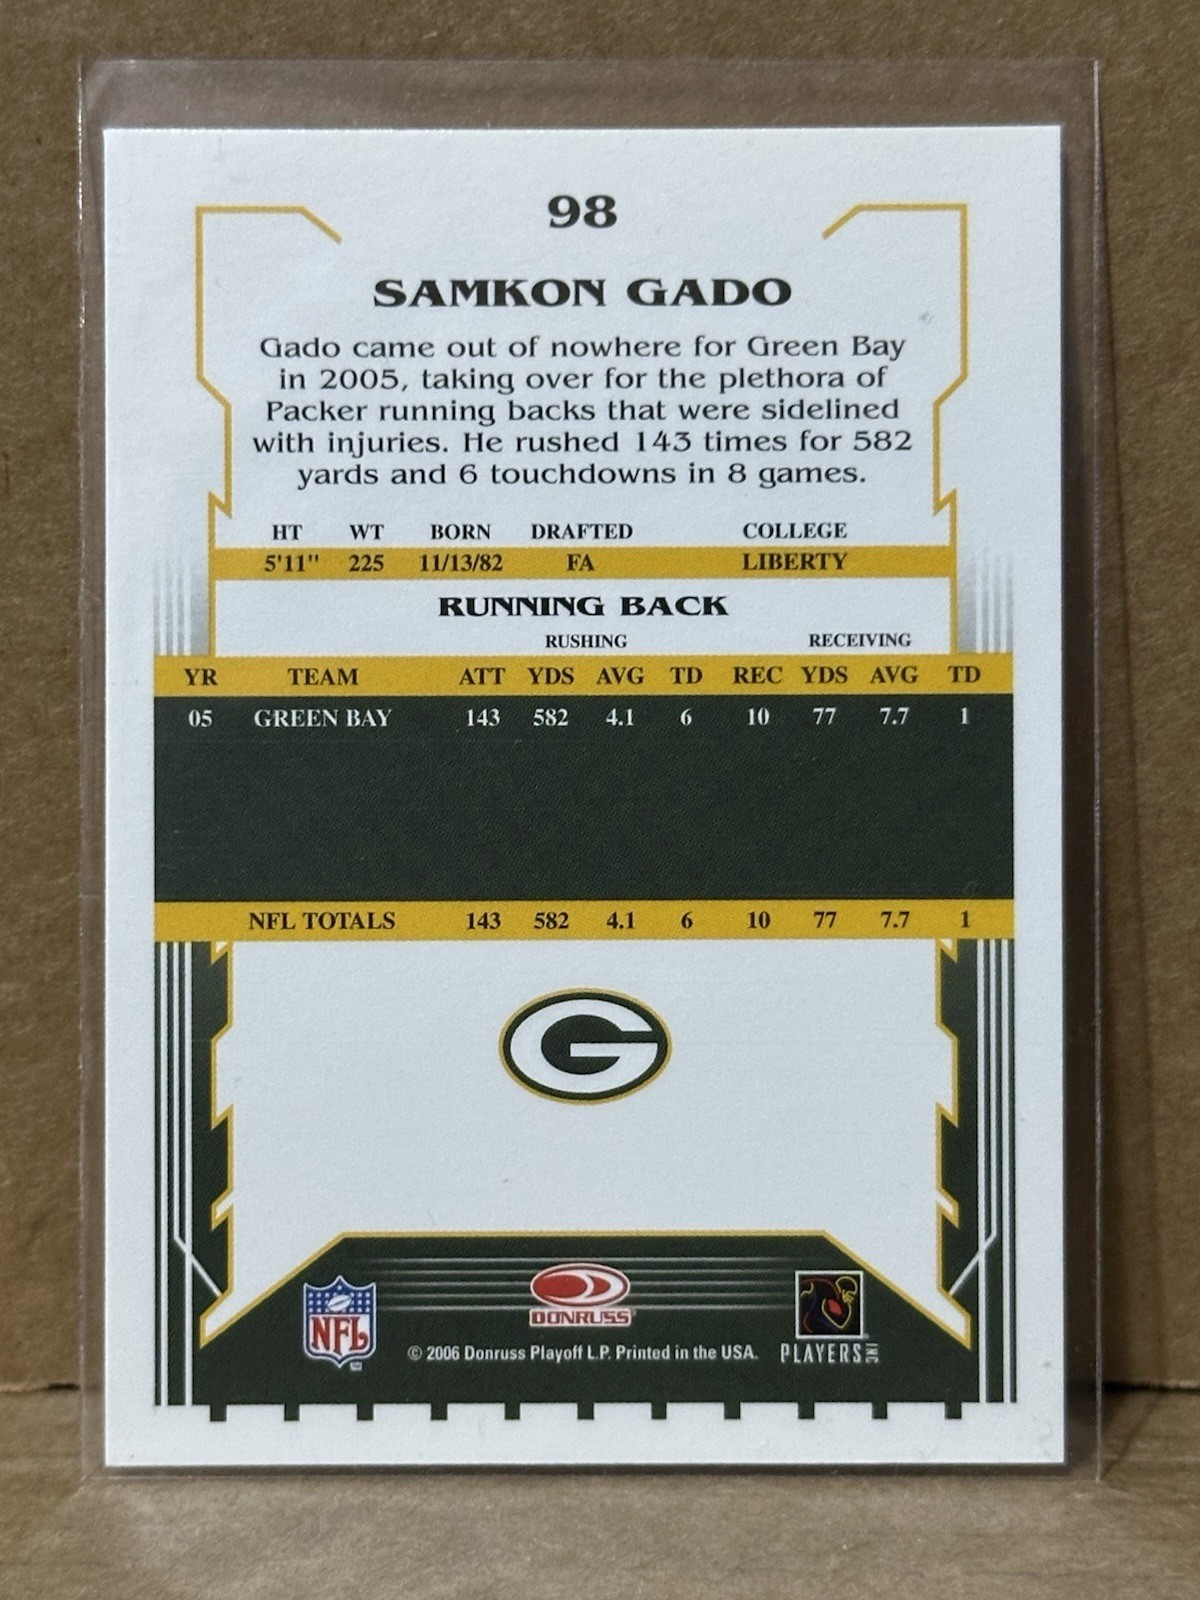 98
SAMKON GADO
Gado came out of nowhere for Green Bay
in 2005, taking over for the plethora of
Packer running backs that were sidelined
with injuries. He rushed 143 times for 582
yards and 6 touchdowns in 8 games.
HT WT BORN DRAFTED COLLEGE
5'11" 225 11/13/82 FA LIBERTY
RUNNING BACK
RUSHING RECEIVING
YR TEAM ATT YDS AVG TD REC YDS AVG TD
05 GREEN BAY 143 582 4.1 6 10 77 7.7 1
NFL TOTALS 143 582 4.1 6 10 77 7.7 1
G
NFL
DONRUSS
© 2006 Donruss Playoff L.P. Printed in the USA.
PLAYERS INC